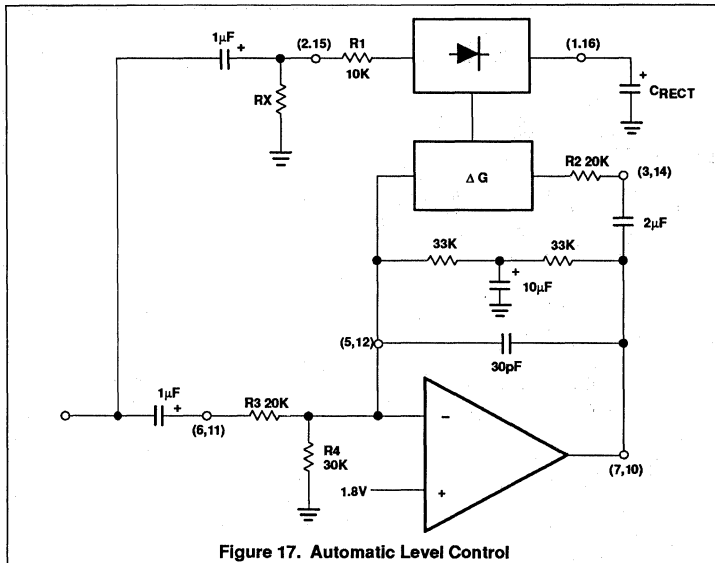 1μF
+
(2.15)
R1
10K
(1.16)
+
CRECT
RX
R2 20K
(3,14)
Δ G
2μF
33K
33K
+
10μF
(5,12)
30pF
1μF
+
R3 20K
(6,11)
R4
30K
−
+
1.8V
(7,10)
Figure 17. Automatic Level Control